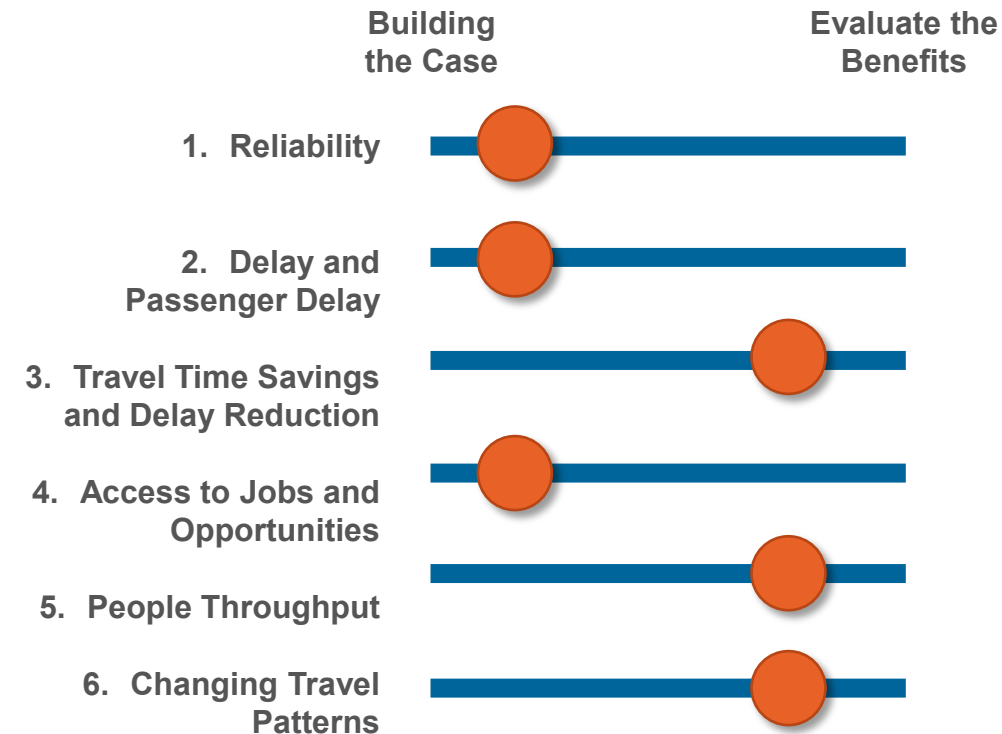 Building
the Case
Evaluate the
Benefits
1. Reliability
2. Delay and
Passenger Delay
3. Travel Time Savings
and Delay Reduction
4. Access to Jobs and
Opportunities
5. People Throughput
6. Changing Travel
Patterns